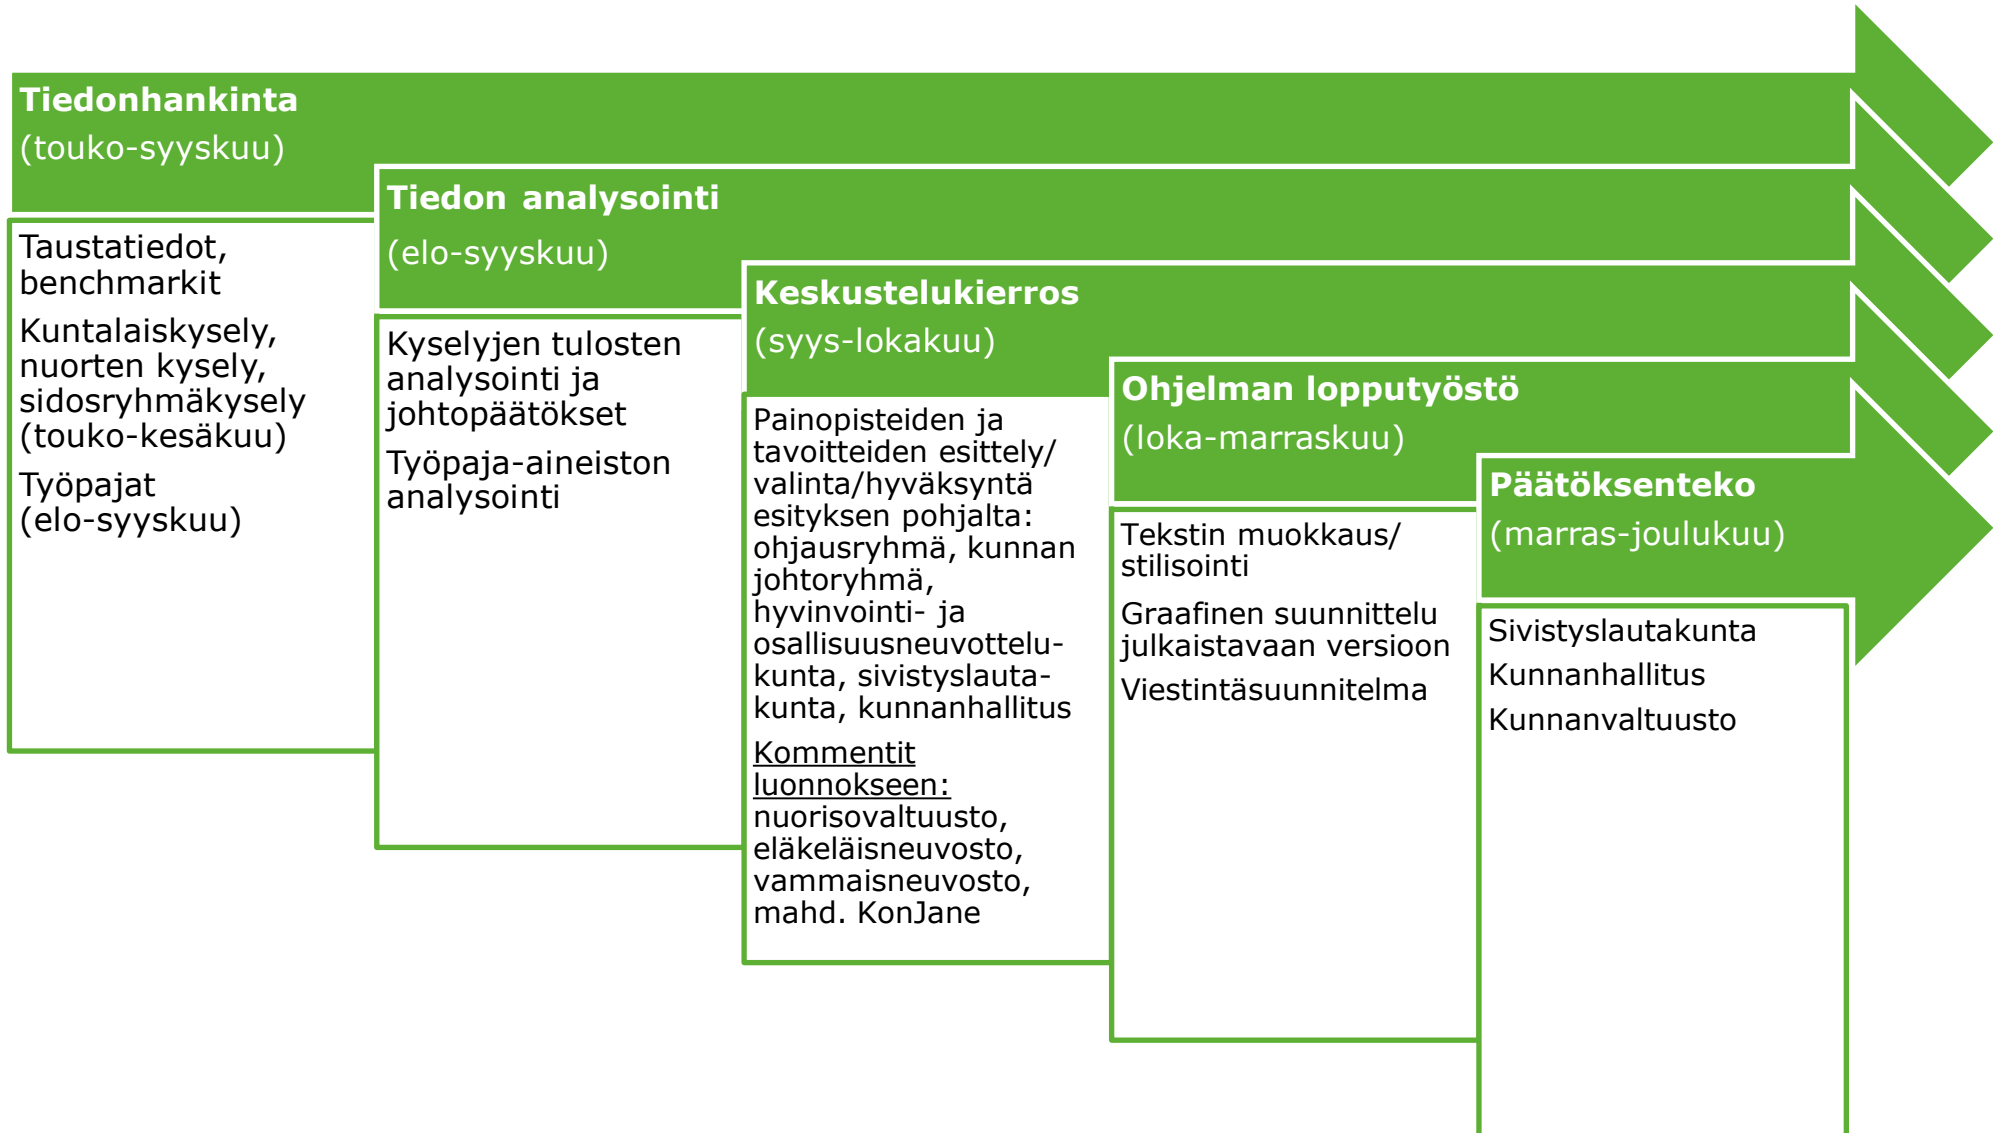 Tiedonhankinta
(touko-syyskuu)
Taustatiedot,
benchmarkit
Kuntalaiskysely,
nuorten kysely,
sidosryhmäkysely
(touko-kesäkuu)
Työpajat
(elo-syyskuu)
Tiedon analysointi
(elo-syyskuu)
Kyselyjen tulosten
analysointi ja
johtopäätökset
Työpaja-aineiston
analysointi
Keskustelukierros
(syys-lokakuu)
Painopisteiden ja
tavoitteiden esittely/
valinta/hyväksyntä
esityksen pohjalta:
ohjausryhmä, kunnan
johtoryhmä,
hyvinvointi- ja
osallisuusneuvottelu-
kunta, sivistyslauta-
kunta, kunnanhallitus
Kommentit
luonnokseen:
nuorisovaltuusto,
eläkeläisneuvosto,
vammaisneuvosto,
mahd. KonJane
Ohjelman lopputyöstö
(loka-marraskuu)
Tekstin muokkaus/
stilisointi
Graafinen suunnittelu
julkaistavaan versioon
Viestintäsuunnitelma
Päätöksenteko
(marras-joulukuu)
Sivistyslautakunta
Kunnanhallitus
Kunnanvaltuusto